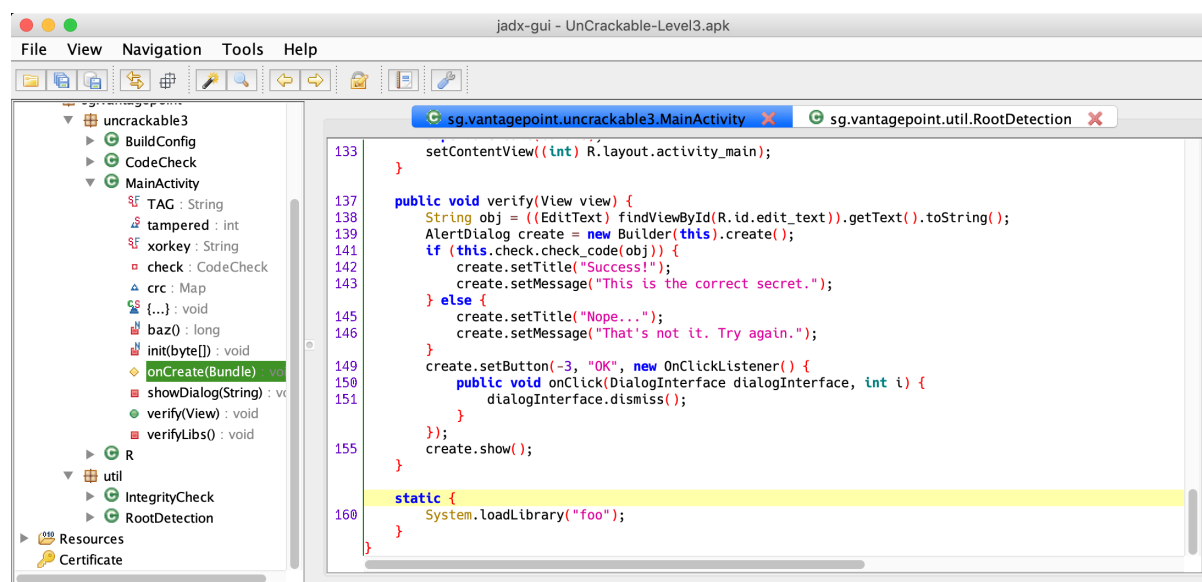 jadx-gui - UnCrackable-Level3.apk
File View Navigation Tools Help
sg.vantagepoint
uncrackable3
BuildConfig
CodeCheck
MainActivity
TAG : String
tampered : int
xorkey : String
check : CodeCheck
crc : Map
{...} : void
baz() : long
init(byte[]) : void
onCreate(Bundle) : voi
showDialog(String) : vo
verify(View) : void
verifyLibs() : void
R
util
IntegrityCheck
RootDetection
Resources
Certificate
sg.vantagepoint.uncrackable3.MainActivity
sg.vantagepoint.util.RootDetection
133 setContentView((int) R.layout.activity_main);
}
137 public void verify(View view) {
138 String obj = ((EditText) findViewById(R.id.edit_text)).getText().toString();
139 AlertDialog create = new Builder(this).create();
141 if (this.check.check_code(obj)) {
142 create.setTitle("Success!");
143 create.setMessage("This is the correct secret.");
} else {
145 create.setTitle("Nope...");
146 create.setMessage("That's not it. Try again.");
}
149 create.setButton(-3, "OK", new OnClickListener() {
150 public void onClick(DialogInterface dialogInterface, int i) {
151 dialogInterface.dismiss();
}
});
155 create.show();
}
static {
160 System.loadLibrary("foo");
}
}